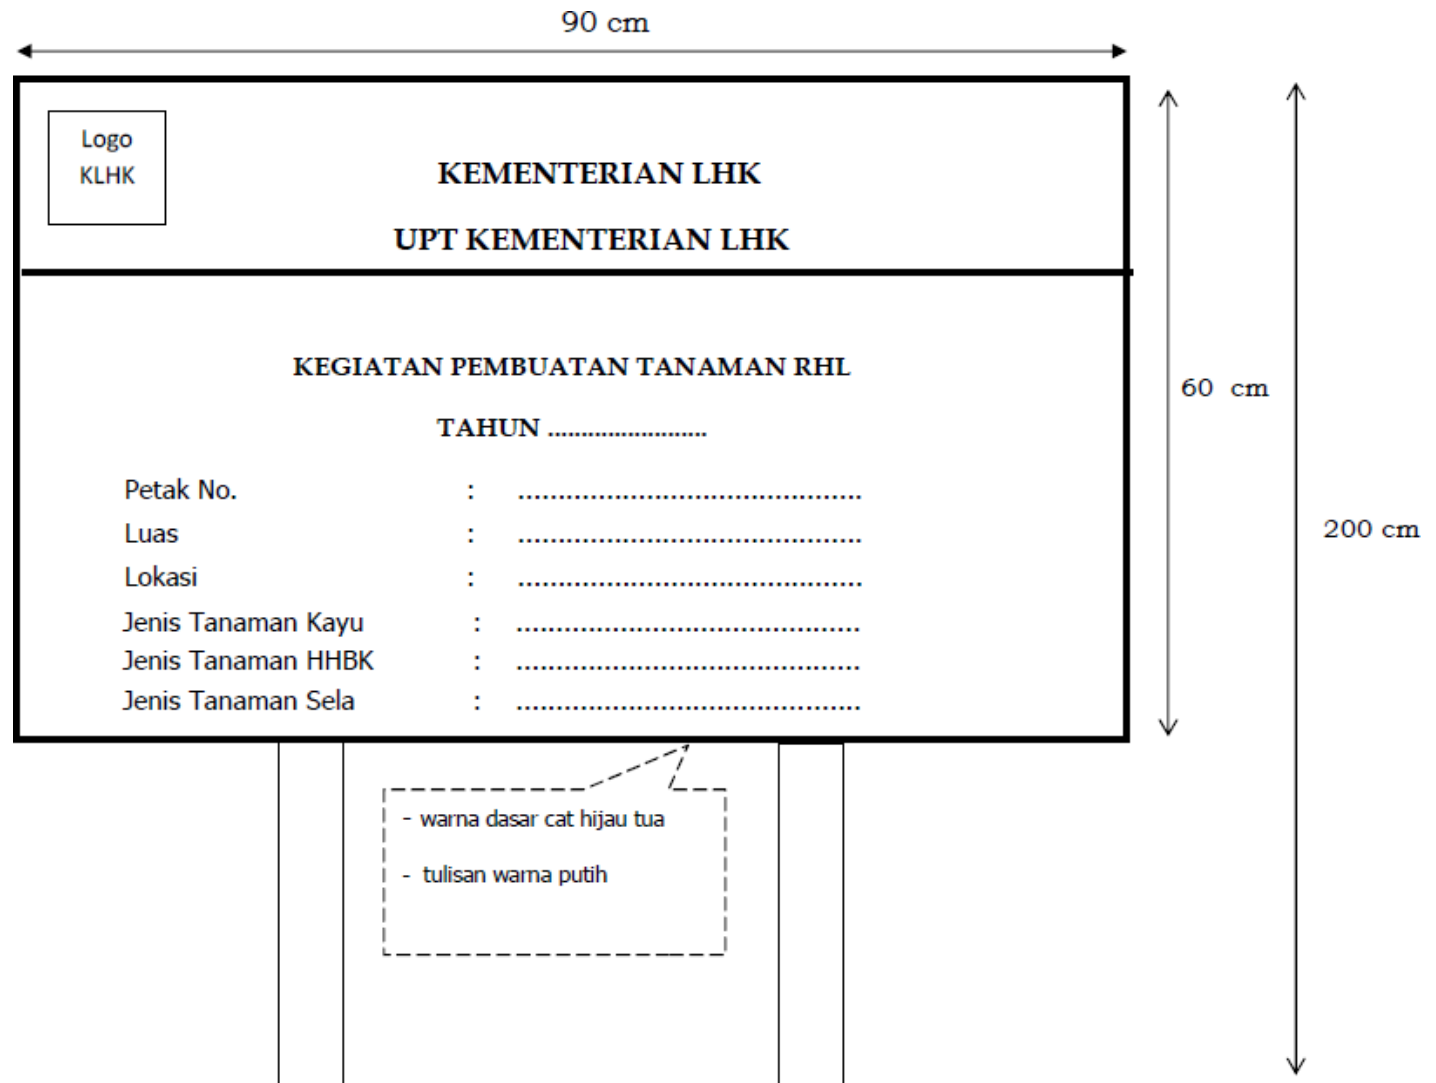 90 cm
Logo
KLHK
KEMENTERIAN LHK
UPT KEMENTERIAN LHK
KEGIATAN PEMBUATAN TANAMAN RHL
TAHUN ........................
60 cm
Petak No. : ...........................................
Luas : ...........................................
200 cm
Lokasi : ...........................................
Jenis Tanaman Kayu : ...........................................
Jenis Tanaman HHBK : ...........................................
Jenis Tanaman Sela : ...........................................
- warna dasar cat hijau tua
- tulisan warna putih